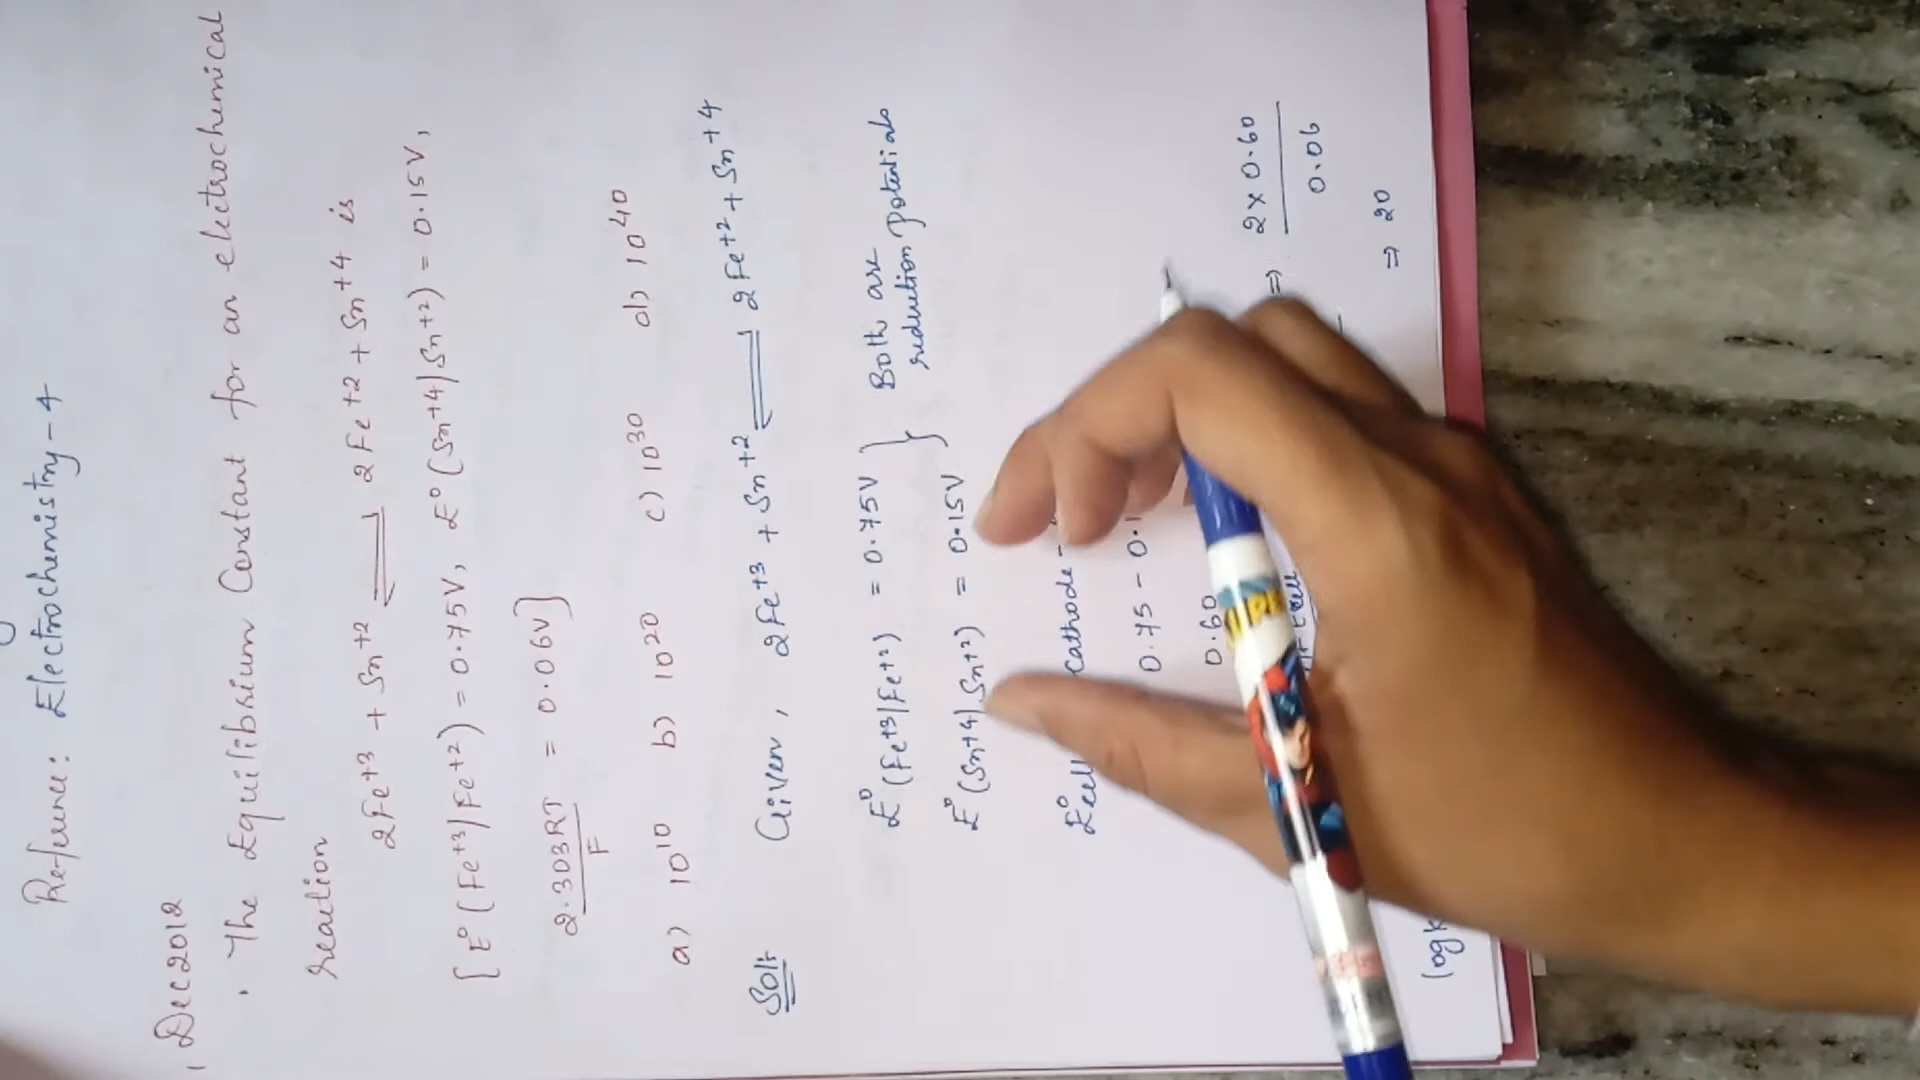 Reference: Electrochemistry-4
Dec 2012
. The Equilibrium Constant for an electrochemical
reaction
2Fe+3 + Sn+2 ⇌ 2Fe+2 + Sn+4 is
[E° (Fe+3|Fe+2) = 0.75V, E° (Sn+4|Sn+2) = 0.15V,
2.303RT
F
= 0.06V]
a) 10^10 b) 10^20 c) 10^30 d) 10^40
Sol:
Given, 2Fe+3 + Sn+2 ⇌ 2Fe+2 + Sn+4
E° (Fe+3|Fe+2) = 0.75V
E° (Sn+4|Sn+2) = 0.15V
} Both are
reduction potentials
E°cell cathode -
0.75 - 0.1
0.60
cell
⇒ 2 x 0.60
0.06
⇒ 20
log K